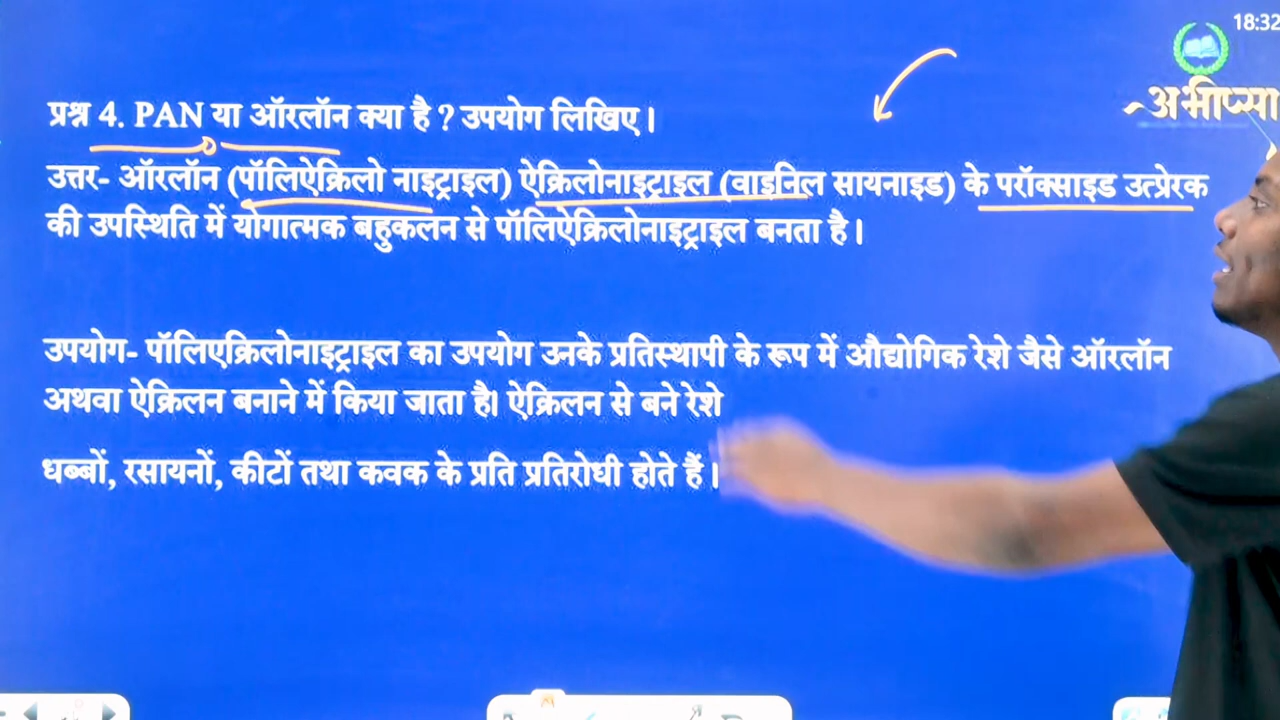 18:32
अभीप्सा
प्रश्न 4. PAN या ऑरलॉन क्या है ? उपयोग लिखिए।
उत्तर- ऑरलॉन (पॉलिऐक्रिलो नाइट्राइल) ऐक्रिलोनाइट्राइल (वाइनिल सायनाइड) के परॉक्साइड उत्प्रेरक
की उपस्थिति में योगात्मक बहुकलन से पॉलिऐक्रिलोनाइट्राइल बनता है।
उपयोग- पॉलिएक्रिलोनाइट्राइल का उपयोग उनके प्रतिस्थापी के रूप में औद्योगिक रेशे जैसे ऑरलॉन
अथवा ऐक्रिलन बनाने में किया जाता है। ऐक्रिलन से बने रेशे
धब्बों, रसायनों, कीटों तथा कवक के प्रति प्रतिरोधी होते हैं।